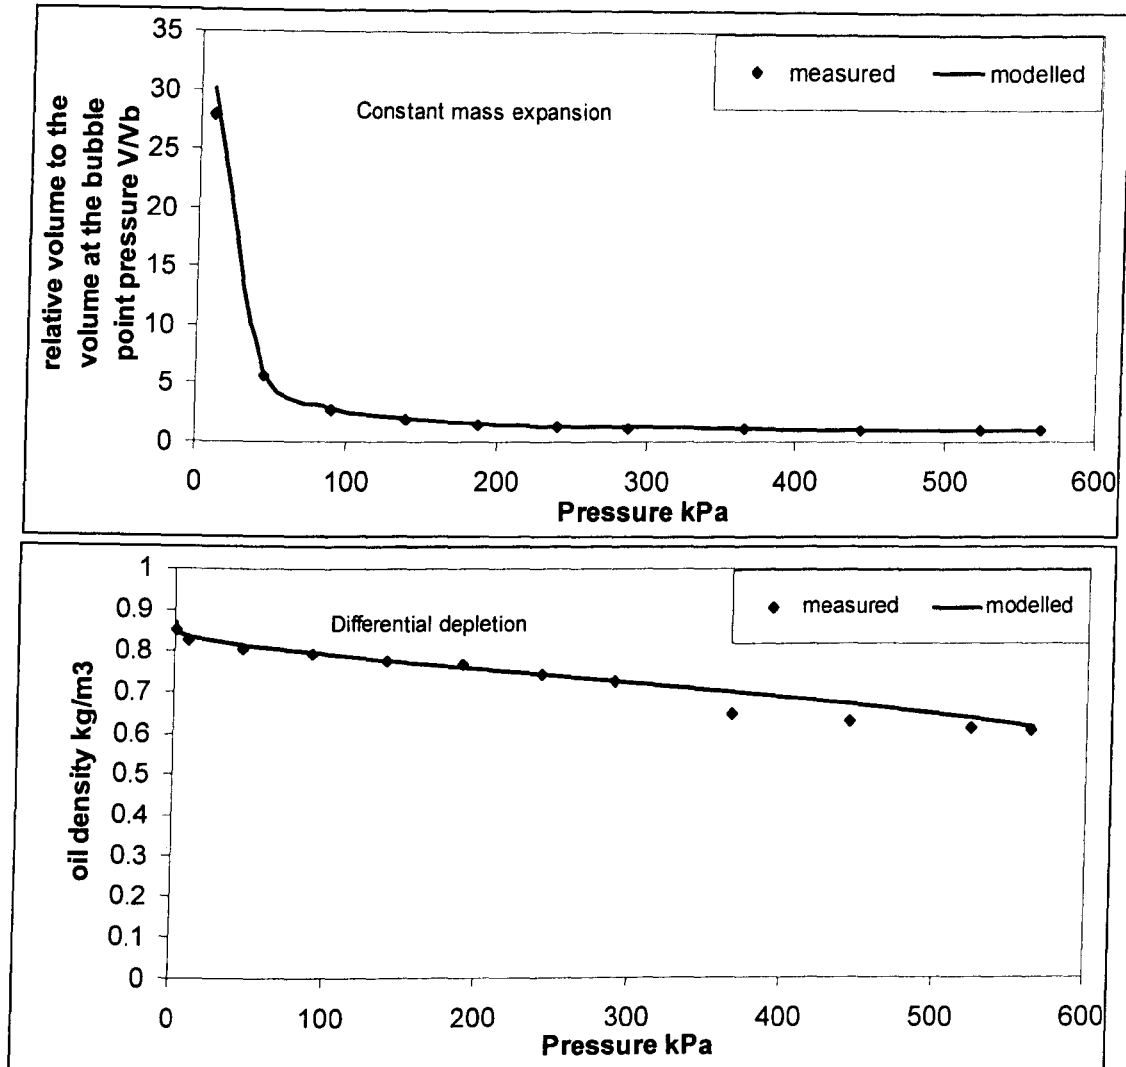 35
30
25
20
15
10
5
0
relative volume to the
volume at the bubble
point pressure V/Vb
measured modelled
Constant mass expansion
0 100 200 300 400 500 600
Pressure kPa
1
0.9
0.8
0.7
0.6
0.5
0.4
0.3
0.2
0.1
0
oil density kg/m3
measured modelled
Differential depletion
0 100 200 300 400 500 600
Pressure kPa